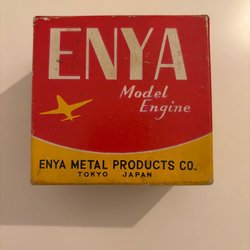 ENYA
Model
Engine
ENYA METAL PRODUCTS CO.,
TOKYO JAPAN